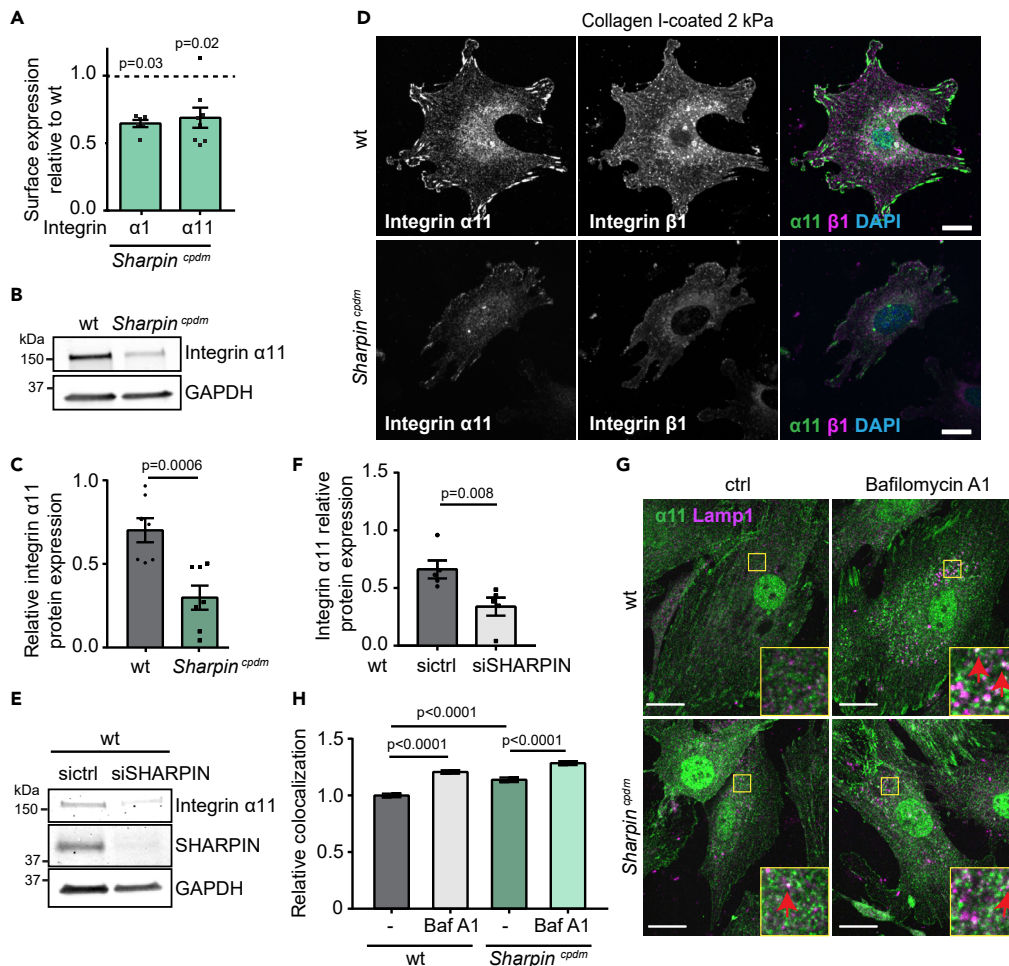 A
p=0.02
p=0.03
1.0
0.5
0.0
Surface expression
relative to wt
Integrin α1 α11
Sharpin cpdm
B
wt Sharpin cpdm
kDa
150
Integrin α11
37
GAPDH
C
p=0.0006
1.0
0.5
0.0
Relative integrin α11
protein expression
wt Sharpin cpdm
D
Collagen I-coated 2 kPa
wt
Integrin α11 Integrin β1 α11 β1 DAPI
Sharpin cpdm
Integrin α11 Integrin β1 α11 β1 DAPI
E
wt
sictrl siSHARPIN
kDa
150
Integrin α11
SHARPIN
37
37
GAPDH
F
1.5
p=0.008
1.0
0.5
0.0
Integrin α11 relative
protein expression
wt sictrl siSHARPIN
G
ctrl Bafilomycin A1
α11 Lamp1
wt
Sharpin cpdm
H
p<0.0001
p<0.0001 p<0.0001
1.5
1.0
0.5
0.0
Relative colocalization
- Baf A1 - Baf A1
wt Sharpin cpdm